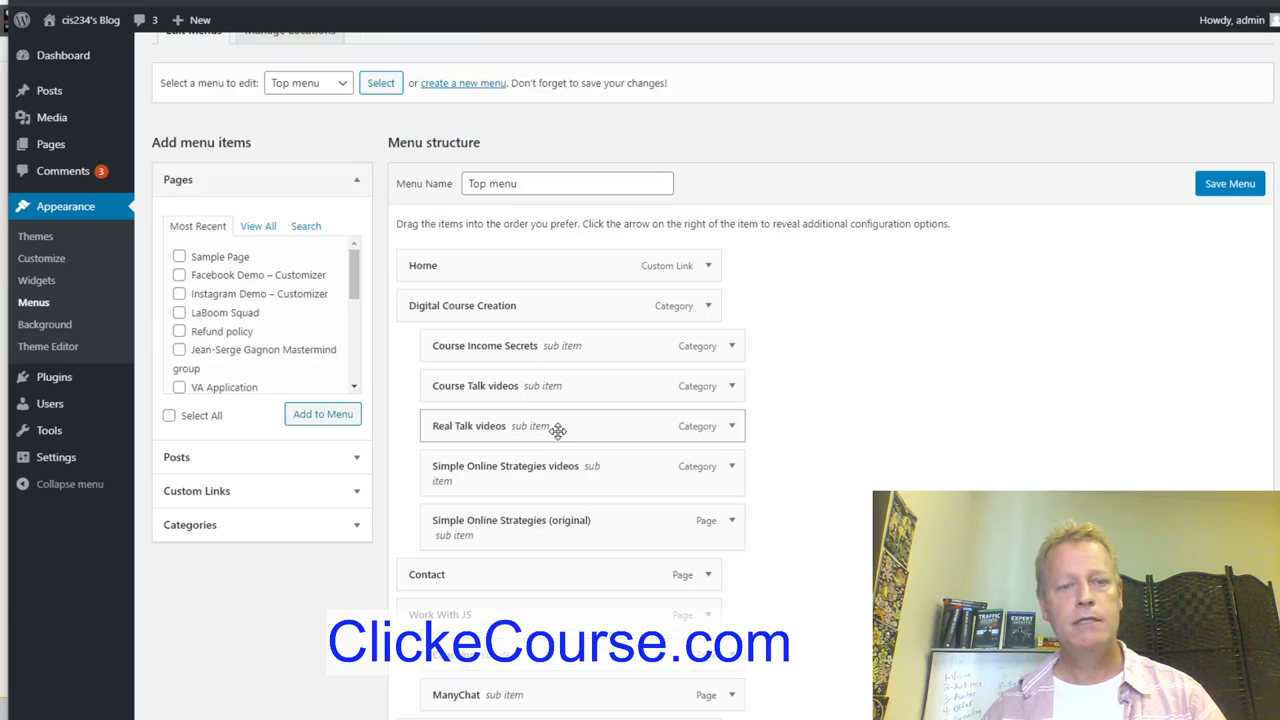 cis234's Blog 3 New Howdy, admin
Dashboard
Posts
Media
Pages
Comments 3
Appearance
Themes
Customize
Widgets
Menus
Background
Theme Editor
Plugins
Users
Tools
Settings
Collapse menu
Edit Menus Manage Locations
Select a menu to edit: Top menu Select or create a new menu. Don't forget to save your changes!
Add menu items
Pages
Most Recent View All Search
Sample Page
Facebook Demo – Customizer
Instagram Demo – Customizer
LaBoom Squad
Refund policy
Jean-Serge Gagnon Mastermind
group
VA Application
Select All Add to Menu
Posts
Custom Links
Categories
Menu structure
Menu Name Top menu Save Menu
Drag the items into the order you prefer. Click the arrow on the right of the item to reveal additional configuration options.
Home Custom Link
Digital Course Creation Category
Course Income Secrets sub item Category
Course Talk videos sub item Category
Real Talk videos sub item Category
Simple Online Strategies videos sub Category
item
Simple Online Strategies (original) Page
sub item
Contact Page
Work With JS Page
ManyChat sub item Page
ClickeCourse.com
TRAFFIC
SECRETS
EXPERT
SECRETS